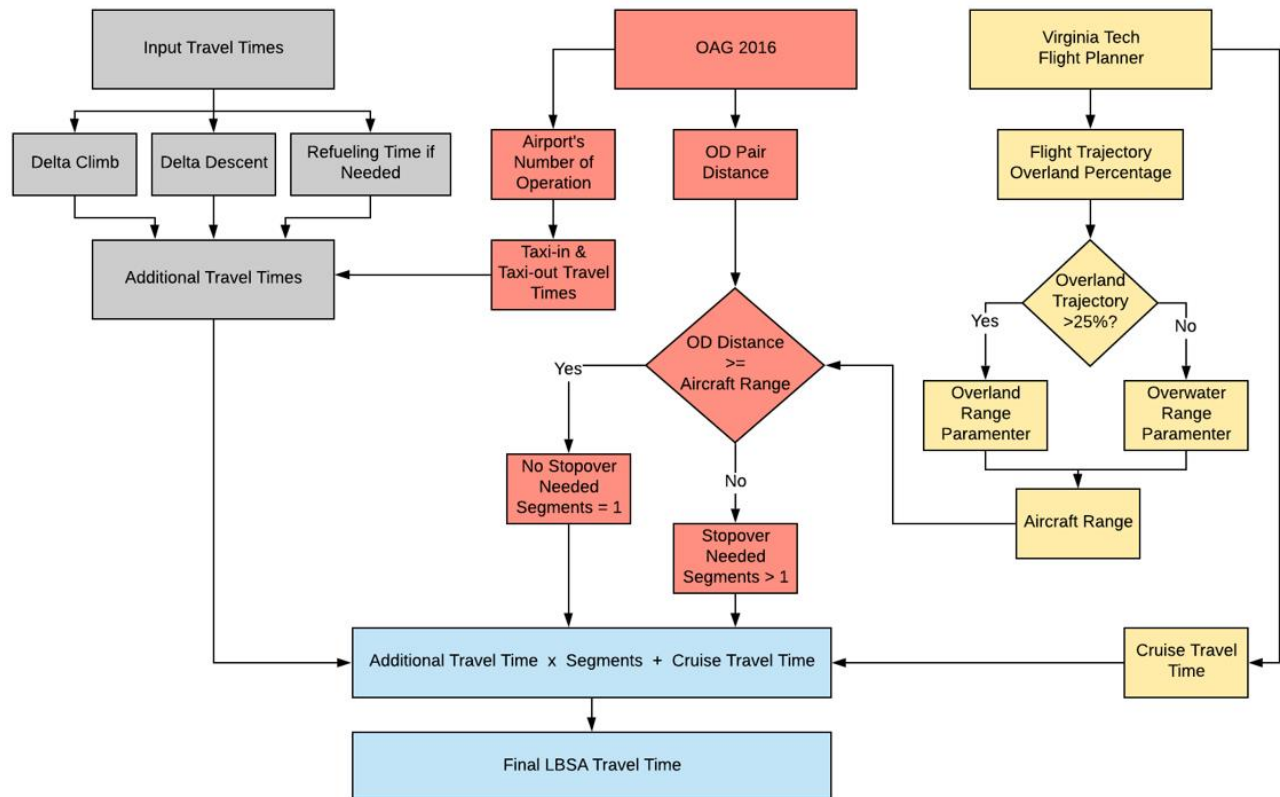 Input Travel Times
OAG 2016
Virginia Tech
Flight Planner
Delta Climb
Delta Descent
Refueling Time if
Needed
Airport's
Number of
Operation
OD Pair
Distance
Flight Trajectory
Overland Percentage
Additional Travel Times
Taxi-in &
Taxi-out Travel
Times
Overland
Trajectory
>25%?
Yes
No
OD Distance
>=
Aircraft Range
Yes
No
Overland
Range
Paramenter
Overwater
Range
Paramenter
No Stopover
Needed
Segments = 1
Stopover
Needed
Segments > 1
Aircraft Range
Additional Travel Time x Segments + Cruise Travel Time
Cruise Travel
Time
Final LBSA Travel Time